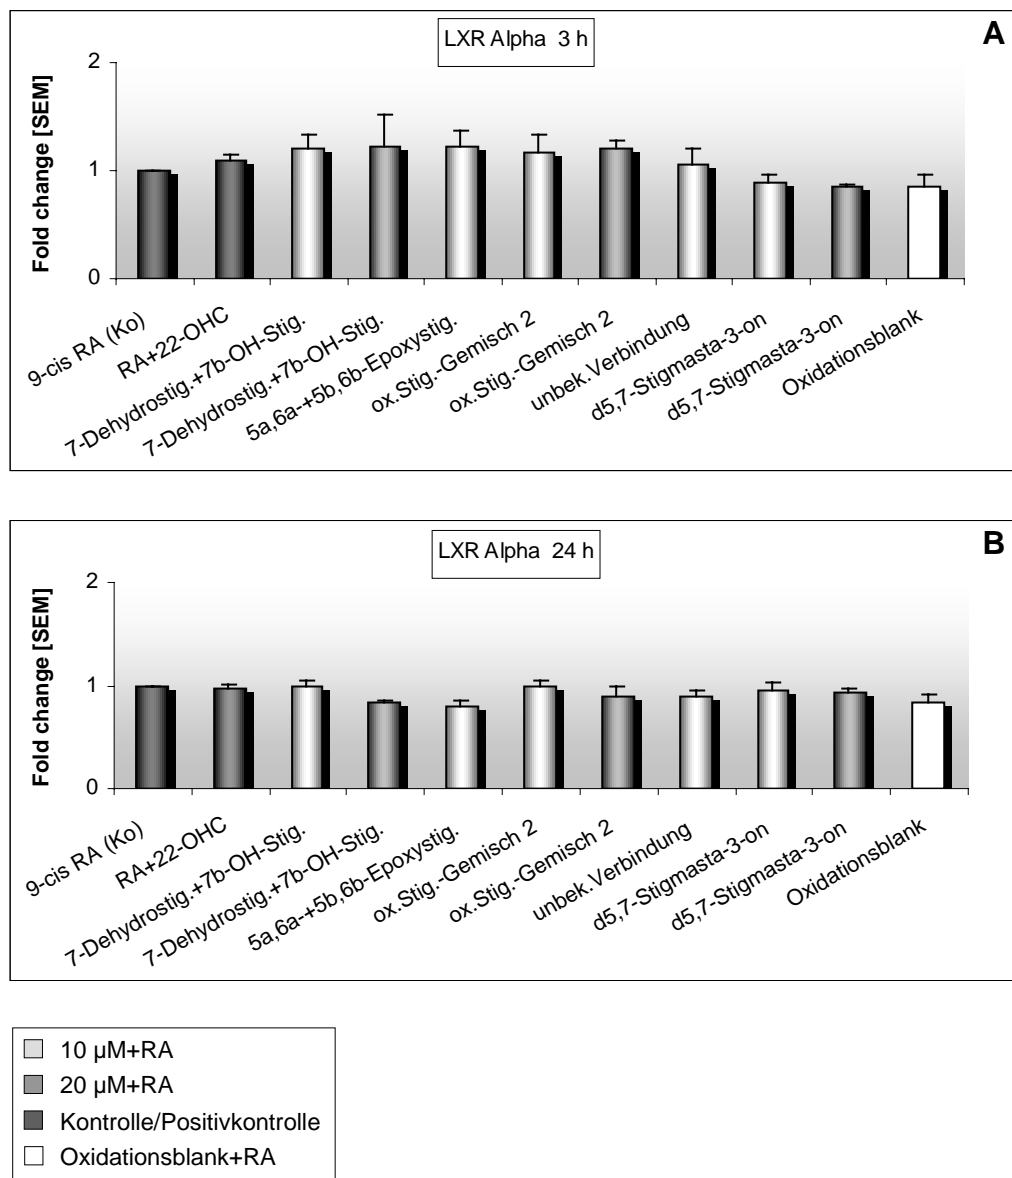 LXR Alpha 3 h
A
Fold change [SEM]
2
1
0
9-cis RA (Ko)
RA+22-OHC
7-Dehydrostig.+7b-OH-Stig.
7-Dehydrostig.+7b-OH-Stig.
5a,6a-+5b,6b-Epoxystig.
ox.Stig.-Gemisch 2
ox.Stig.-Gemisch 2
unbek.Verbindung
d5,7-Stigmasta-3-on
d5,7-Stigmasta-3-on
Oxidationsblank
LXR Alpha 24 h
B
Fold change [SEM]
2
1
0
9-cis RA (Ko)
RA+22-OHC
7-Dehydrostig.+7b-OH-Stig.
7-Dehydrostig.+7b-OH-Stig.
5a,6a-+5b,6b-Epoxystig.
ox.Stig.-Gemisch 2
ox.Stig.-Gemisch 2
unbek.Verbindung
d5,7-Stigmasta-3-on
d5,7-Stigmasta-3-on
Oxidationsblank
10 µM+RA
20 µM+RA
Kontrolle/Positivkontrolle
Oxidationsblank+RA